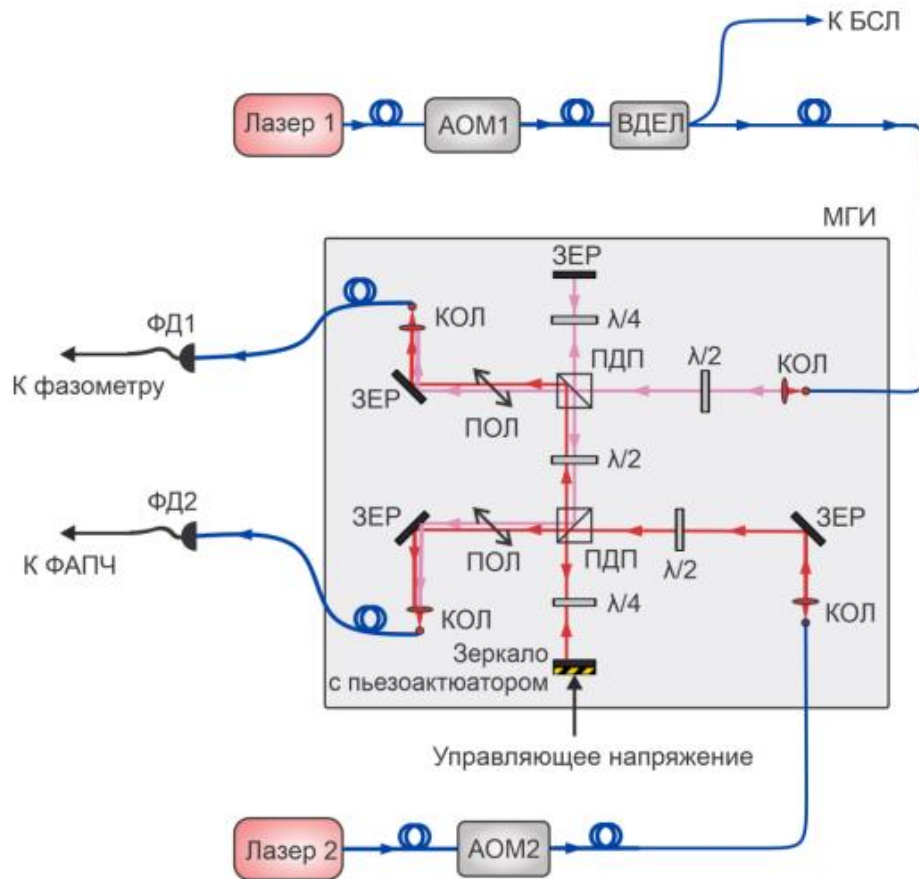 К БСЛ
Лазер 1
АОМ1
ВДЕЛ
МГИ
ЗЕР
λ/4
КОЛ
ФД1
ПДП
λ/2
КОЛ
К фазометру
ЗЕР
ПОЛ
λ/2
ФД2
ЗЕР
ЗЕР
К ФАПЧ
ПОЛ
ПДП
λ/2
λ/4
КОЛ
КОЛ
Зеркало
с пьезоактюатором
Управляющее напряжение
Лазер 2
АОМ2